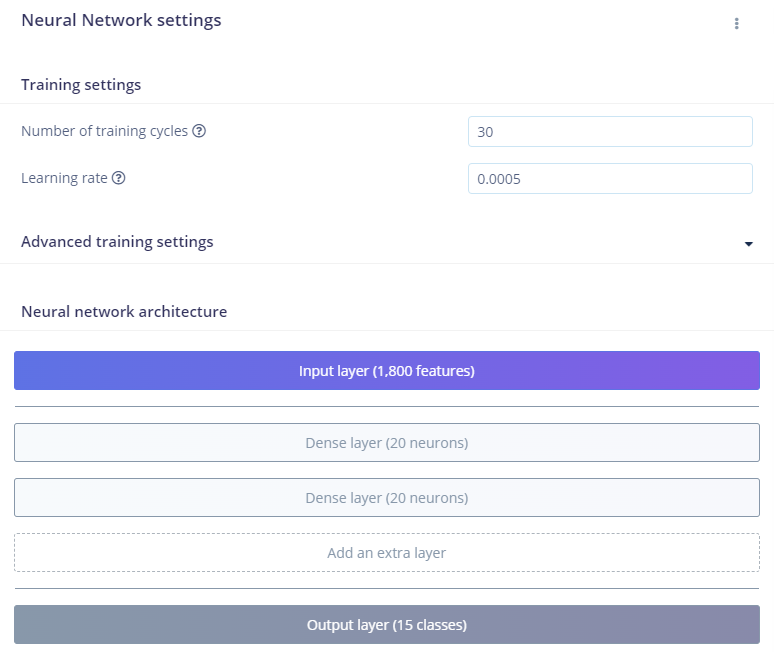 Neural Network settings
Training settings
Number of training cycles
30
Learning rate
0.0005
Advanced training settings
Neural network architecture
Input layer (1,800 features)
Dense layer (20 neurons)
Dense layer (20 neurons)
Add an extra layer
Output layer (15 classes)